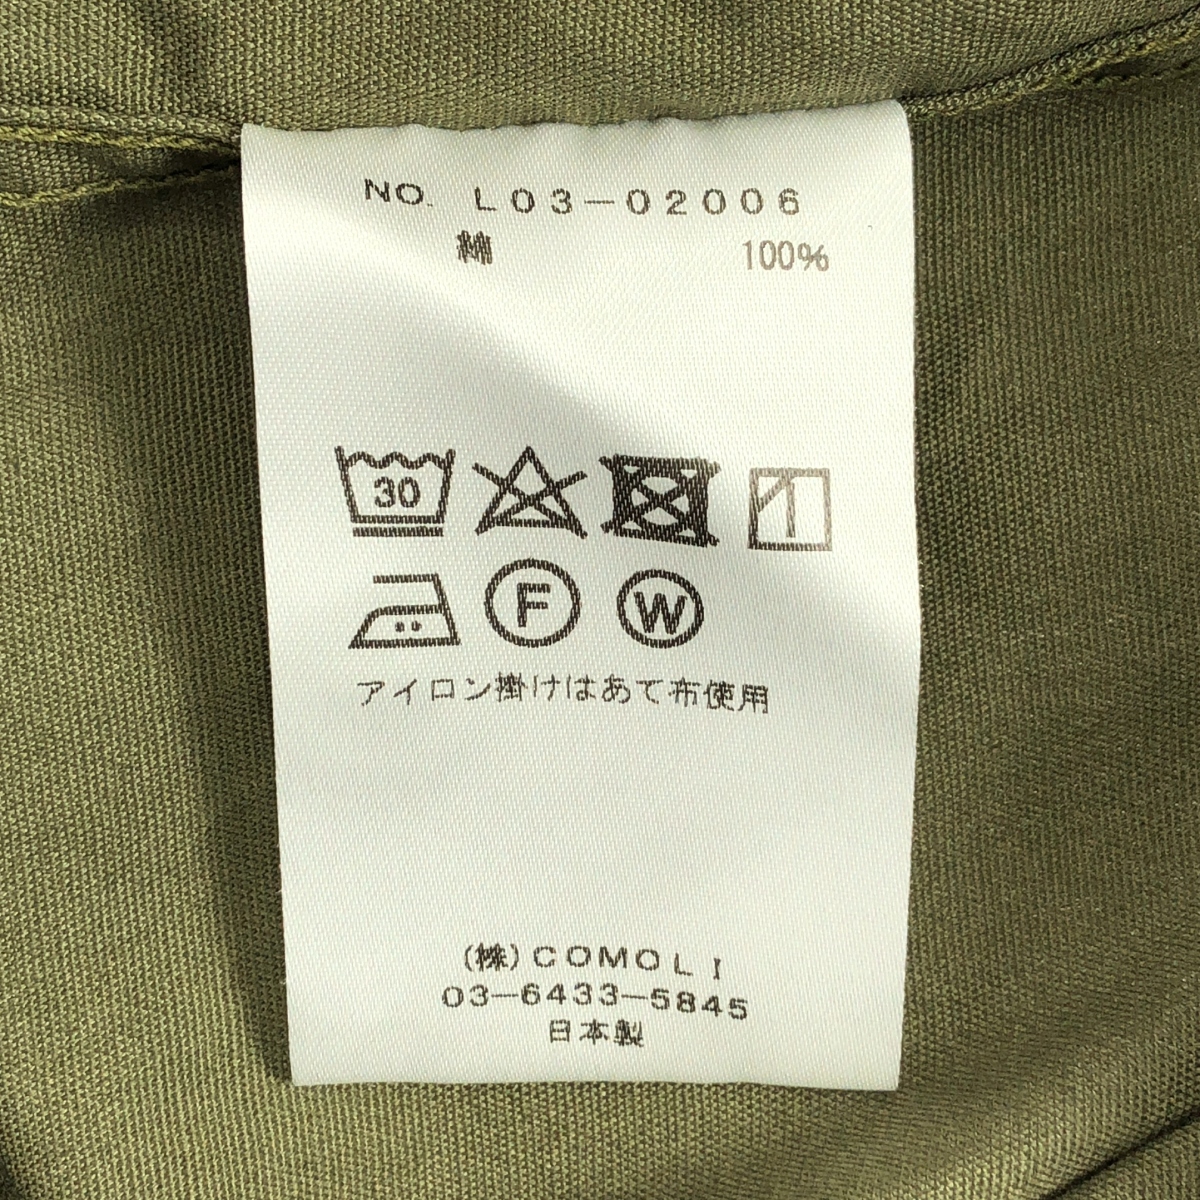 NO. L03-02006
綿 100%
30
F W
アイロン掛けはあて布使用
(株)COMOLI
03-6433-5845
日本製